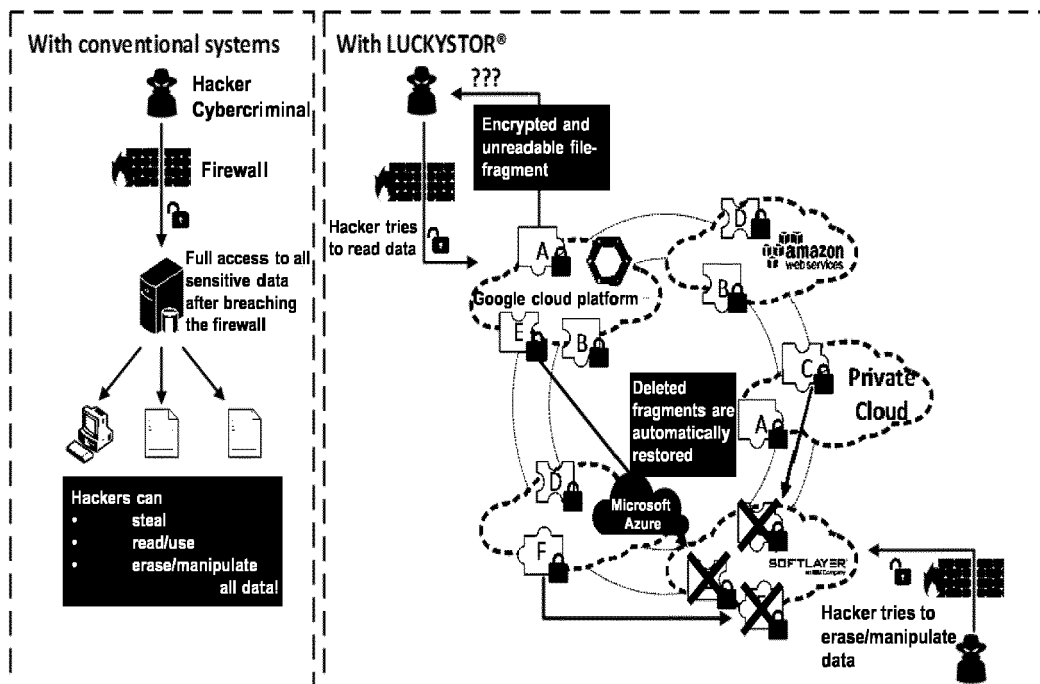 With conventional systems
Hacker
Cybercriminal
Firewall
Full access to all
sensitive data
after breaching
the firewall
Hackers can
• steal
• read/use
• erase/manipulate
all data!
With LUCKYSTOR®
???
Encrypted and
unreadable file-
fragment
Hacker tries
to read data
A
Google cloud platform
E
B
D
amazon
web services
B
C
Private
Cloud
A
Deleted
fragments are
automatically
restored
D
F
Microsoft
Azure
SOFTLAYER
Hacker tries to
erase/manipulate
data